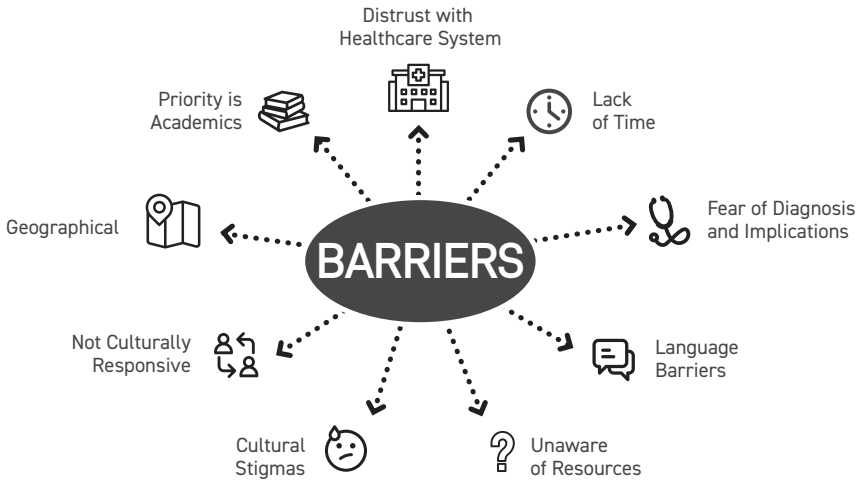 Distrust with
Healthcare System
Priority is
Academics
Lack
of Time
Geographical
Fear of Diagnosis
and Implications
BARRIERS
Not Culturally
Responsive
Language
Barriers
Cultural
Stigmas
Unaware
of Resources